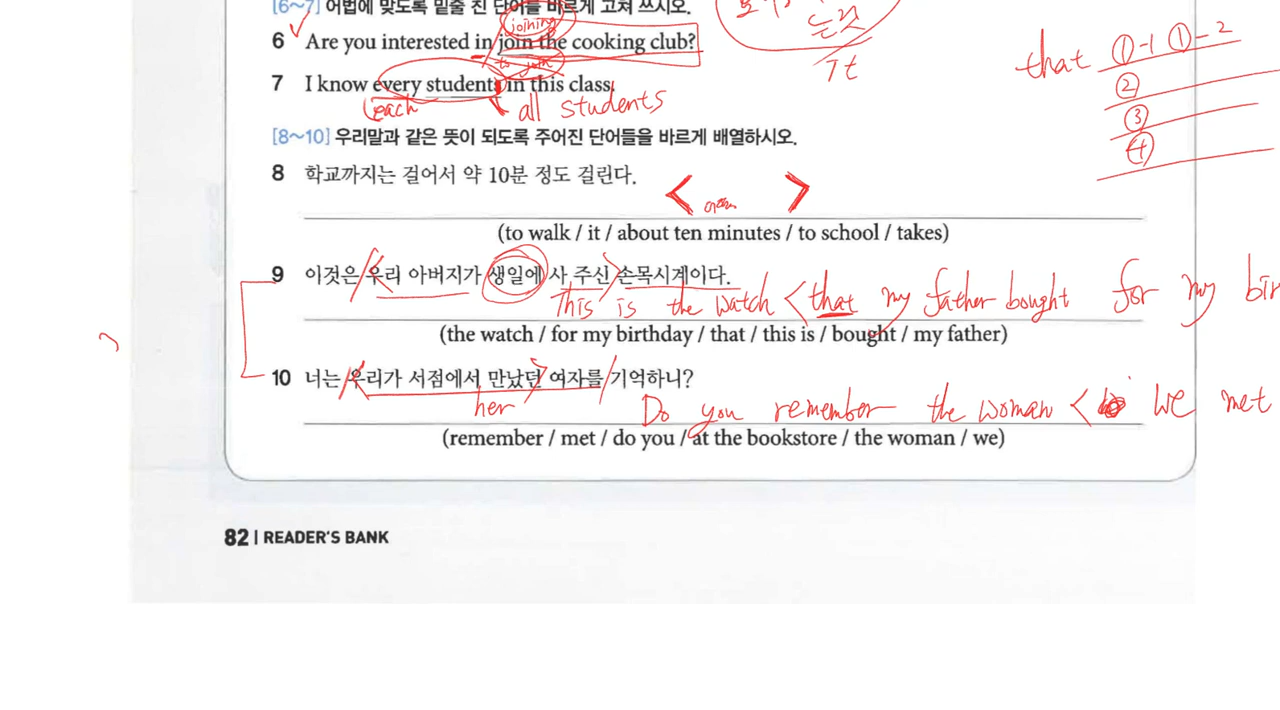 [6~7] 어법에 맞도록 밑줄 친 단어를 바르게 고쳐 쓰시오.
joining
는 것
6 Are you interested in join the cooking club?
to join
It
that ①-1 ①-2
②
③
④
7 I know every students in this class.
each
all students
[8~10] 우리말과 같은 뜻이 되도록 주어진 단어들을 바르게 배열하시오.
8 학교까지는 걸어서 약 10분 정도 걸린다.
(to walk / it / about ten minutes / to school / takes)
9 이것은 우리 아버지가 생일에 사 주신 손목시계이다.
This is the watch < that my father bought for my bir
(the watch / for my birthday / that / this is / bought / my father)
10 너는 우리가 서점에서 만났던 여자를 기억하니?
her
Do you remember the woman < we met
(remember / met / do you / at the bookstore / the woman / we)
82 | READER'S BANK